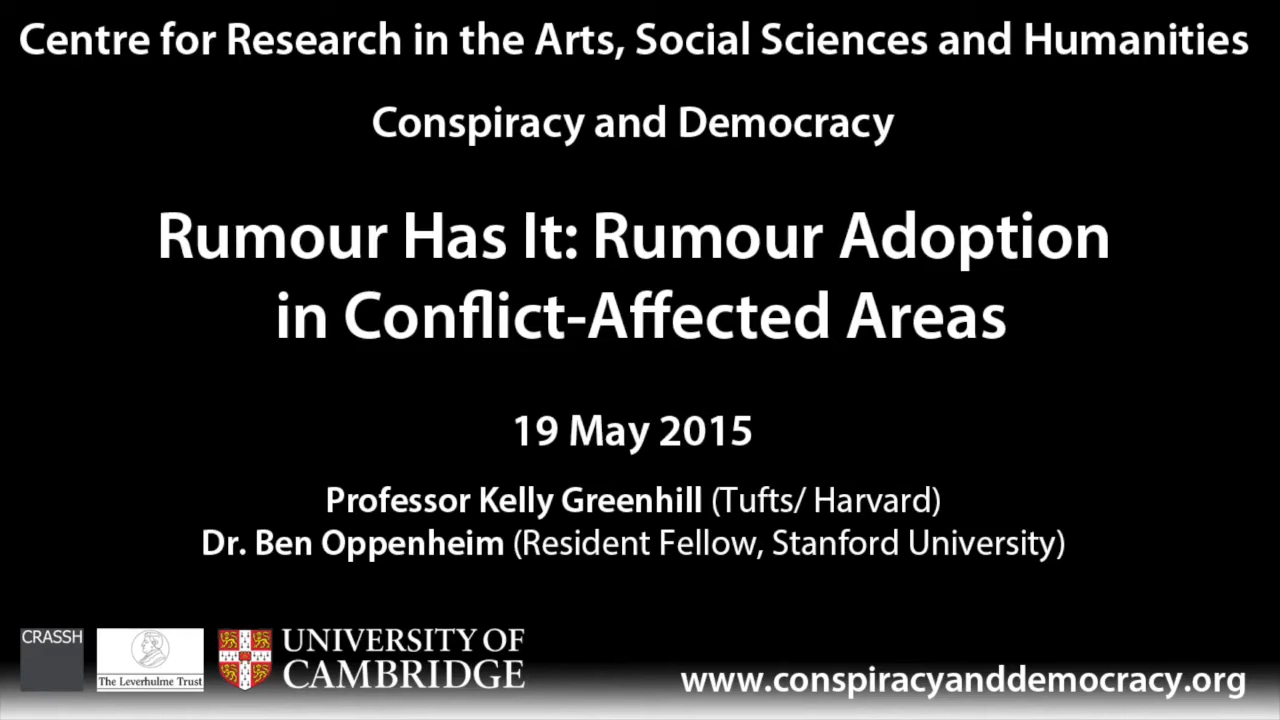 Centre for Research in the Arts, Social Sciences and Humanities
Conspiracy and Democracy
Rumour Has It: Rumour Adoption
in Conflict-Affected Areas
19 May 2015
Professor Kelly Greenhill (Tufts/ Harvard)
Dr. Ben Oppenheim (Resident Fellow, Stanford University)
CRASSH
The Leverhulme Trust
UNIVERSITY OF
CAMBRIDGE
www.conspiracyanddemocracy.org